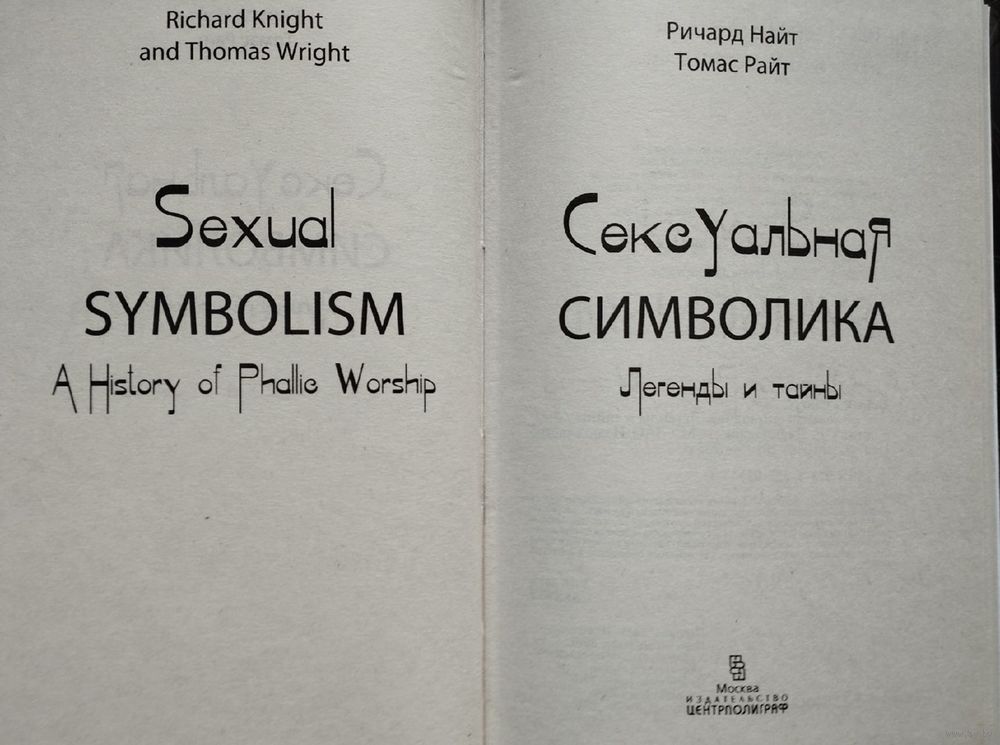 Richard Knight
and Thomas Wright
Sexual
SYMBOLISM
A History of Phallic Worship
Ричард Найт
Томас Райт
Сексуальная
СИМВОЛИКА
Легенды и тайны
Москва
ИЗДАТЕЛЬСТВО
ЦЕНТРПОЛИГРАФ